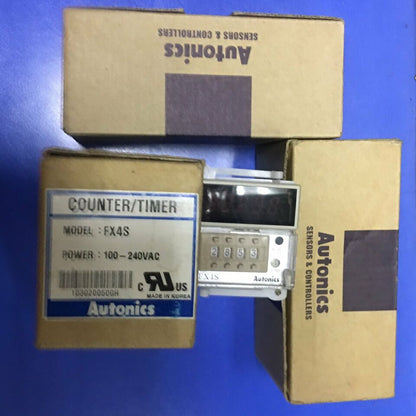 Autonics
SENSORS & CONTROLLERS
COUNTER/TIMER
MODEL : FX4S
POWER : 100-240VAC
C US
MADE IN KOREA
Autonics
FX4S
Autonics
Autonics
SENSORS & CONTROLLERS